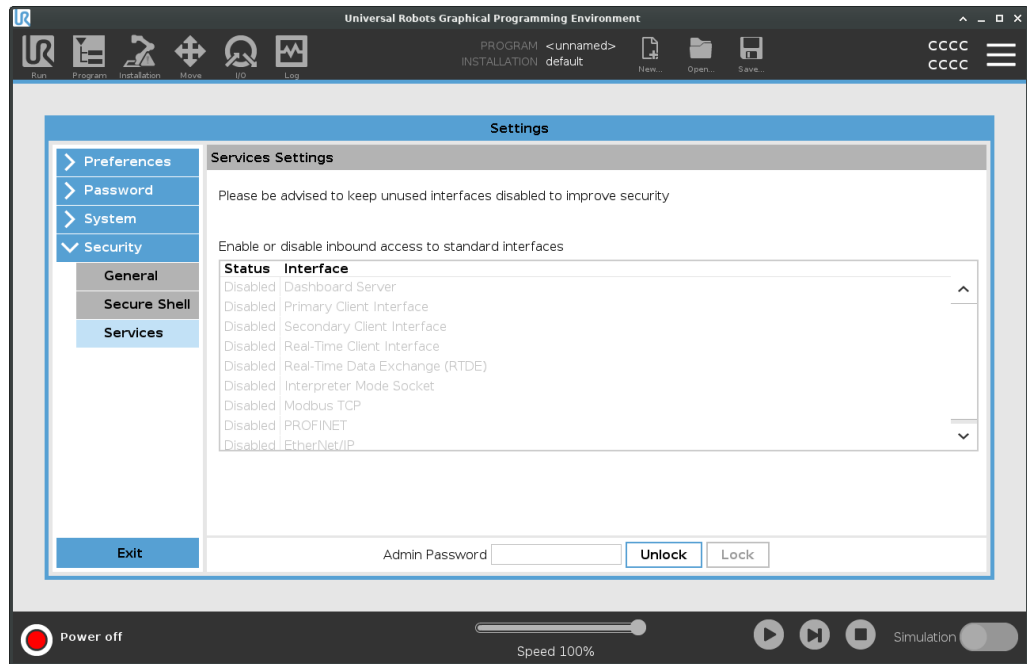 UR
Universal Robots Graphical Programming Environment
UR
Run
Program
Installation
Move
I/O
Log
PROGRAM <unnamed>
INSTALLATION default
New...
Open...
Save...
CCCC
CCCC
Settings
Preferences
Password
System
Security
General
Secure Shell
Services
Exit
Services Settings
Please be advised to keep unused interfaces disabled to improve security
Enable or disable inbound access to standard interfaces
Status Interface
Disabled Dashboard Server
Disabled Primary Client Interface
Disabled Secondary Client Interface
Disabled Real-Time Client Interface
Disabled Real-Time Data Exchange (RTDE)
Disabled Interpreter Mode Socket
Disabled Modbus TCP
Disabled PROFINET
Disabled EtherNet/IP
Admin Password
Unlock
Lock
Power off
Speed 100%
Simulation